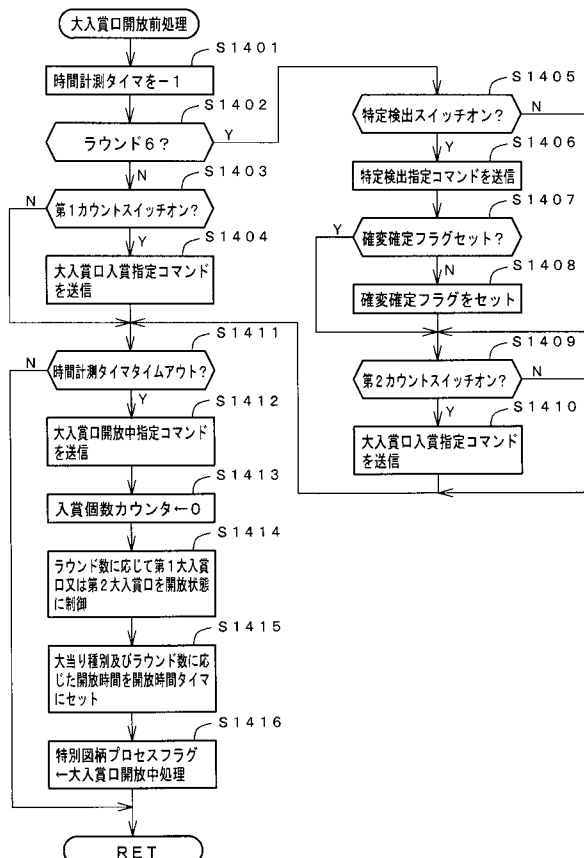 大入賞口開放前処理
S1401
時間計測タイマを－1
S1402
ラウンド6？
Y
N
S1403
N
第1カウントスイッチオン？
Y
S1404
大入賞口入賞指定コマンド
を送信
S1411
N
時間計測タイマタイムアウト？
Y
S1412
大入賞口開放中指定コマンド
を送信
S1413
入賞個数カウンタ←0
S1414
ラウンド数に応じて第1大入賞
口又は第2大入賞口を開放状態
に制御
S1415
大当り種別及びラウンド数に応
じた開放時間を開放時間タイマ
にセット
S1416
特別図柄プロセスフラグ
←大入賞口開放中処理
RET
S1405
特定検出スイッチオン？
N
Y
S1406
特定検出指定コマンドを送信
S1407
Y
確変確定フラグセット？
N
S1408
確変確定フラグをセット
S1409
第2カウントスイッチオン？
N
Y
S1410
大入賞口入賞指定コマンド
を送信